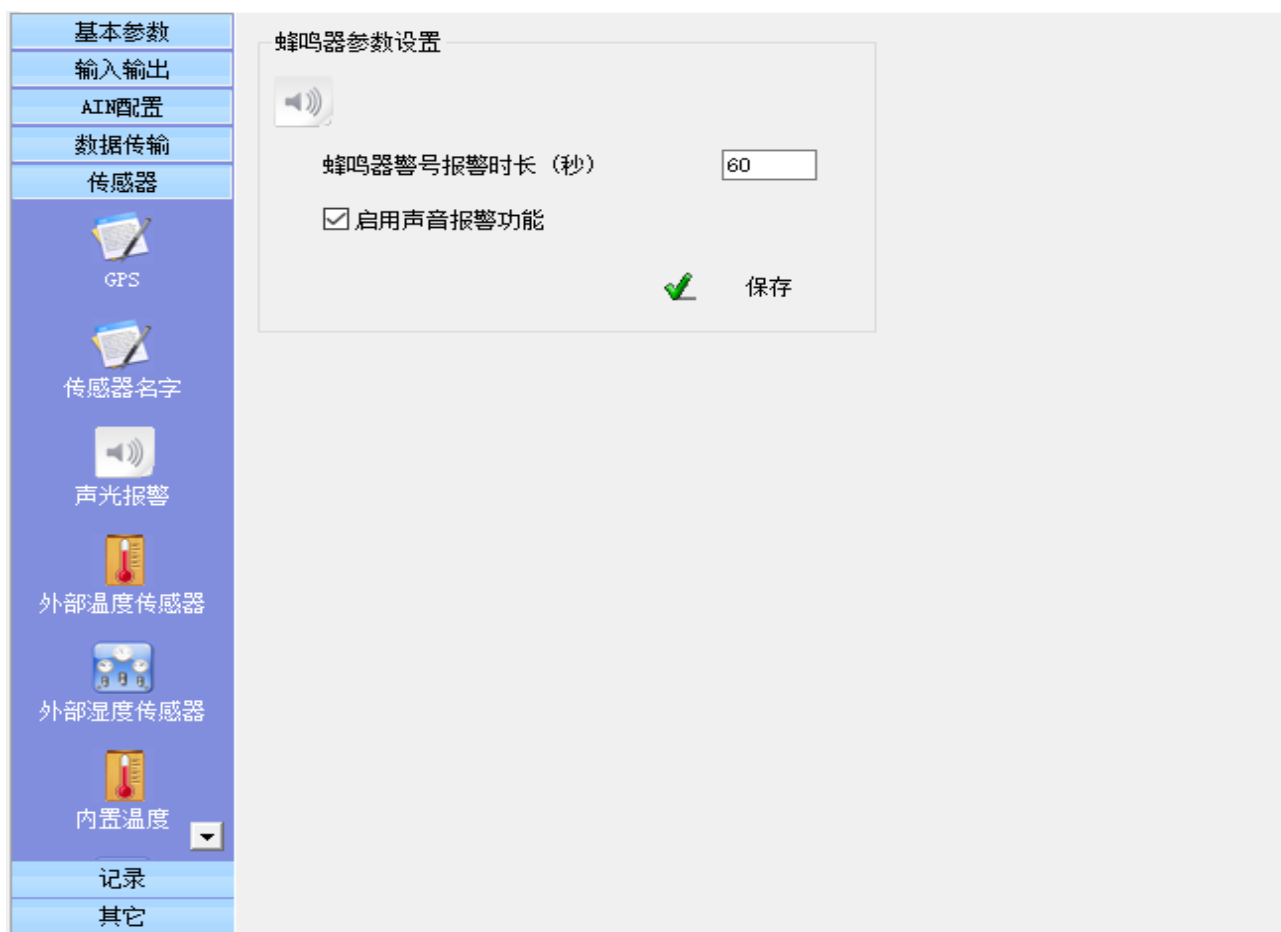 基本参数
输入输出
AIN配置
数据传输
传感器
GPS
传感器名字
声光报警
外部温度传感器
外部湿度传感器
内置温度
记录
其它
蜂鸣器参数设置
蜂鸣器警号报警时长（秒）
60
启用声音报警功能
保存